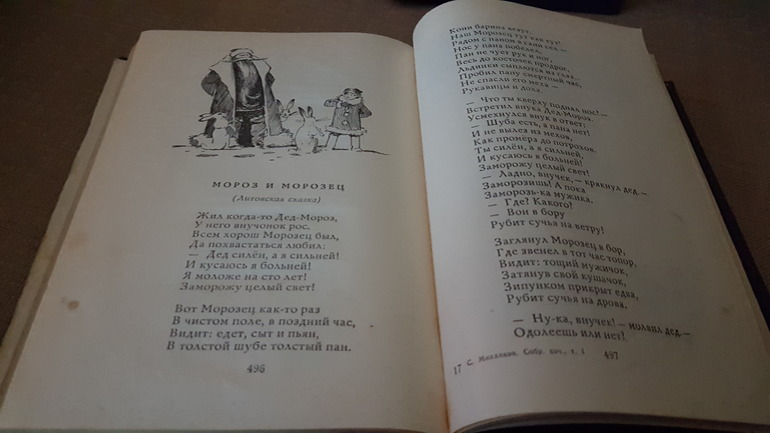 МОРОЗ И МОРОЗЕЦ
(Литовская сказка)
Жил когда-то Дед-Мороз,
У него внучонок рос.
Всем хорош Морозец был,
Да похвастаться любил:
— Дед силён, а я сильней!
И кусаюсь я больней!
Я моложе на сто лет!
Заморожу целый свет!
Вот Морозец как-то раз
В чистом поле, в поздний час,
Видит: едет, сыт и пьян,
В толстой шубе толстый пан.
496
Кони барина везут,
Наш Морозец тут как тут!
Рядом с паном в сани сел —
Нос у пана побелел,
Пан не чует рук и ног,
Весь до косточек продрог,
Льдинки сыплются из глаз...
Пробил пану смертный час,
Не спасли его меха —
Рукавицы и доха.
— Что ты кверху поднял нос! —
Встретил внука Дед-Мороз.
Усмехнулся внук в ответ:
— Шуба есть, а пана нет!
И не вылез из мехов,
Как промёрз до потрохов.
Ты силён, а я сильней,
И кусаюсь я больней!
Заморожу целый свет!
— Ладно, внучек, — крякнул дед. —
Заморозишь! А пока
Заморозь-ка мужика.
— Где? Какого?
— Вон в бору
Рубит сучья на ветру!
Заглянул Морозец в бор,
Где звенел в тот час топор,
Видит: тощий мужичок,
Затянув свой кушачок,
Зипунком прикрыт едва,
Рубит сучья на дрова.
— Ну-ка, внучек! — молвил дед. —
Одолеешь или нет!
17 С. Михалков, Собр. соч., т. 1 497